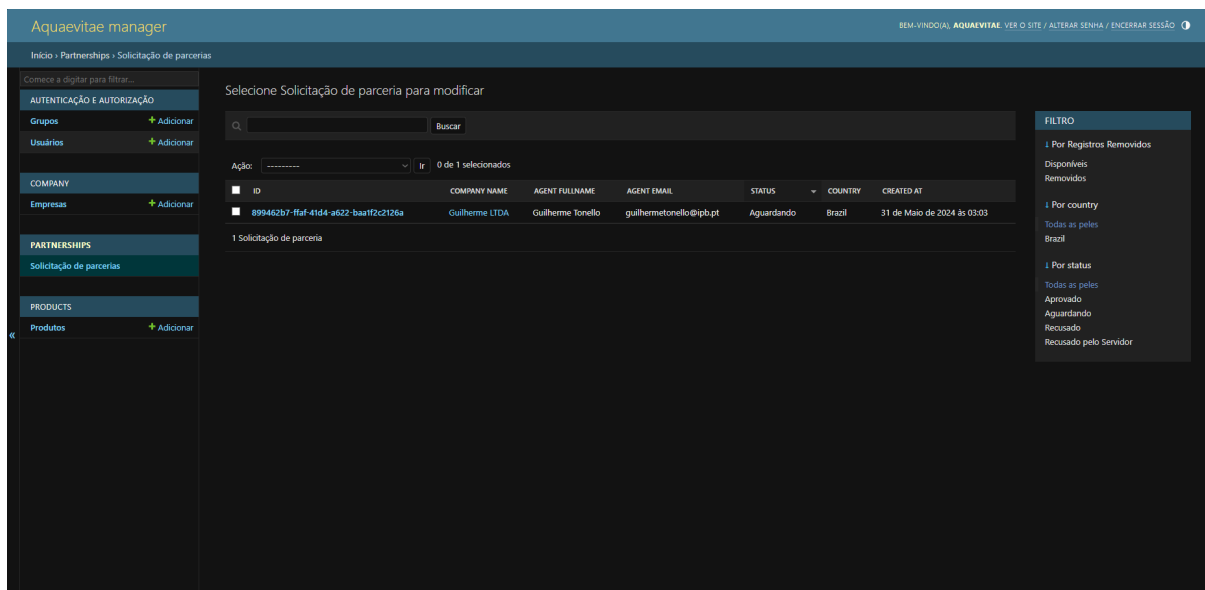 Aquaevitae manager
BEM-VINDO(A), AQUAEVITAE. VER O SITE / ALTERAR SENHA / ENCERRAR SESSÃO
Início › Partnerships › Solicitação de parcerias
Comece a digitar para filtrar...
AUTENTICAÇÃO E AUTORIZAÇÃO
Grupos + Adicionar
Usuários + Adicionar
COMPANY
Empresas + Adicionar
PARTNERSHIPS
Solicitação de parcerias
PRODUCTS
Produtos + Adicionar
«
Selecione Solicitação de parceria para modificar
Buscar
Ação: --------- Ir 0 de 1 selecionados
ID COMPANY NAME AGENT FULLNAME AGENT EMAIL STATUS COUNTRY CREATED AT
899462b7-ffaf-41d4-a622-baa1f2c2126a Guilherme LTDA Guilherme Tonello guilhermetonello@ipb.pt Aguardando Brazil 31 de Maio de 2024 às 03:03
1 Solicitação de parceria
FILTRO
↓ Por Registros Removidos
Disponíveis
Removidos
↓ Por country
Todas as peles
Brazil
↓ Por status
Todas as peles
Aprovado
Aguardando
Recusado
Recusado pelo Servidor